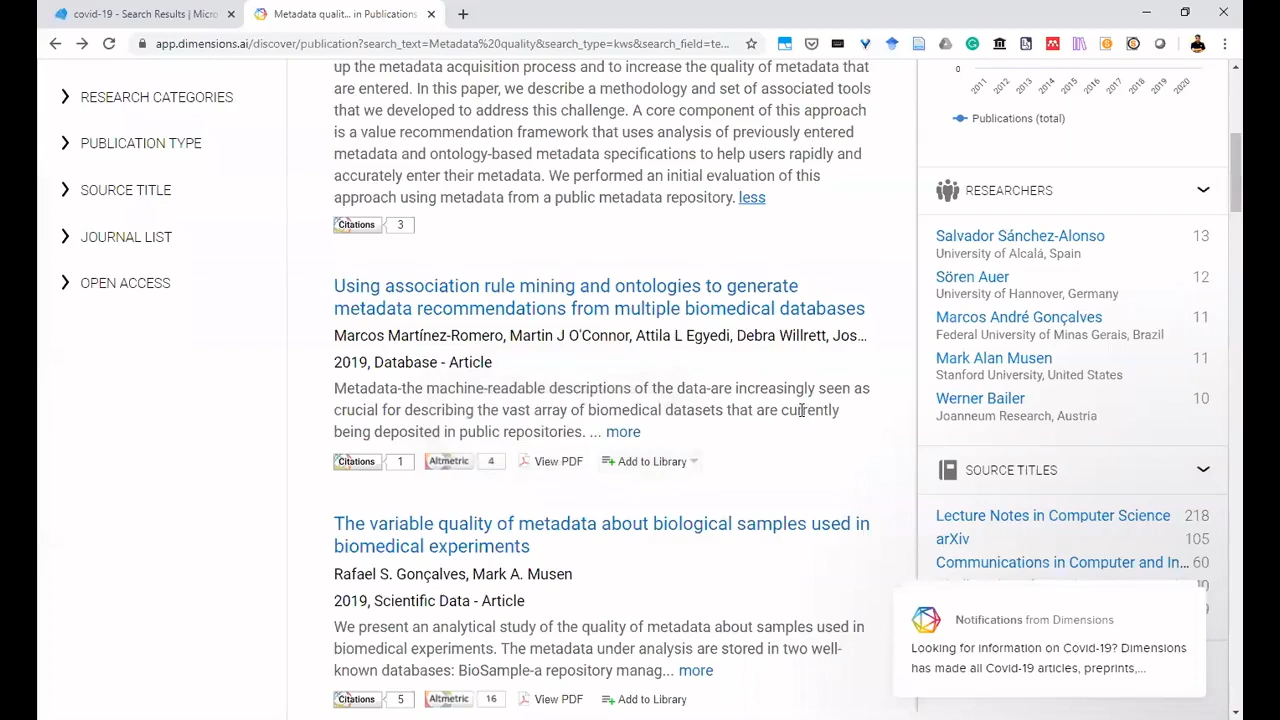 covid-19 - Search Results | Micro
Metadata qualit... in Publications
app.dimensions.ai/discover/publication?search_text=Metadata%20quality&search_type=kws&search_field=te...
RESEARCH CATEGORIES
PUBLICATION TYPE
SOURCE TITLE
JOURNAL LIST
OPEN ACCESS
up the metadata acquisition process and to increase the quality of metadata that
are entered. In this paper, we describe a methodology and set of associated tools
that we developed to address this challenge. A core component of this approach
is a value recommendation framework that uses analysis of previously entered
metadata and ontology-based metadata specifications to help users rapidly and
accurately enter their metadata. We performed an initial evaluation of this
approach using metadata from a public metadata repository. less
Citations 3
Using association rule mining and ontologies to generate
metadata recommendations from multiple biomedical databases
Marcos Martínez-Romero, Martin J O'Connor, Attila L Egyedi, Debra Willrett, Jos...
2019, Database - Article
Metadata-the machine-readable descriptions of the data-are increasingly seen as
crucial for describing the vast array of biomedical datasets that are currently
being deposited in public repositories. ... more
Citations 1 Altmetric 4 View PDF Add to Library
The variable quality of metadata about biological samples used in
biomedical experiments
Rafael S. Gonçalves, Mark A. Musen
2019, Scientific Data - Article
We present an analytical study of the quality of metadata about samples used in
biomedical experiments. The metadata under analysis are stored in two well-
known databases: BioSample-a repository manag... more
Citations 5 Altmetric 16 View PDF Add to Library
0
2011 2012 2013 2014 2015 2016 2017 2018 2019 2020
Publications (total)
RESEARCHERS
Salvador Sánchez-Alonso 13
University of Alcalá, Spain
Sören Auer 12
University of Hannover, Germany
Marcos André Gonçalves 11
Federal University of Minas Gerais, Brazil
Mark Alan Musen 11
Stanford University, United States
Werner Bailer 10
Joanneum Research, Austria
SOURCE TITLES
Lecture Notes in Computer Science 218
arXiv 105
Communications in Computer and In... 60
Notifications from Dimensions
Looking for information on Covid-19? Dimensions
has made all Covid-19 articles, preprints,...